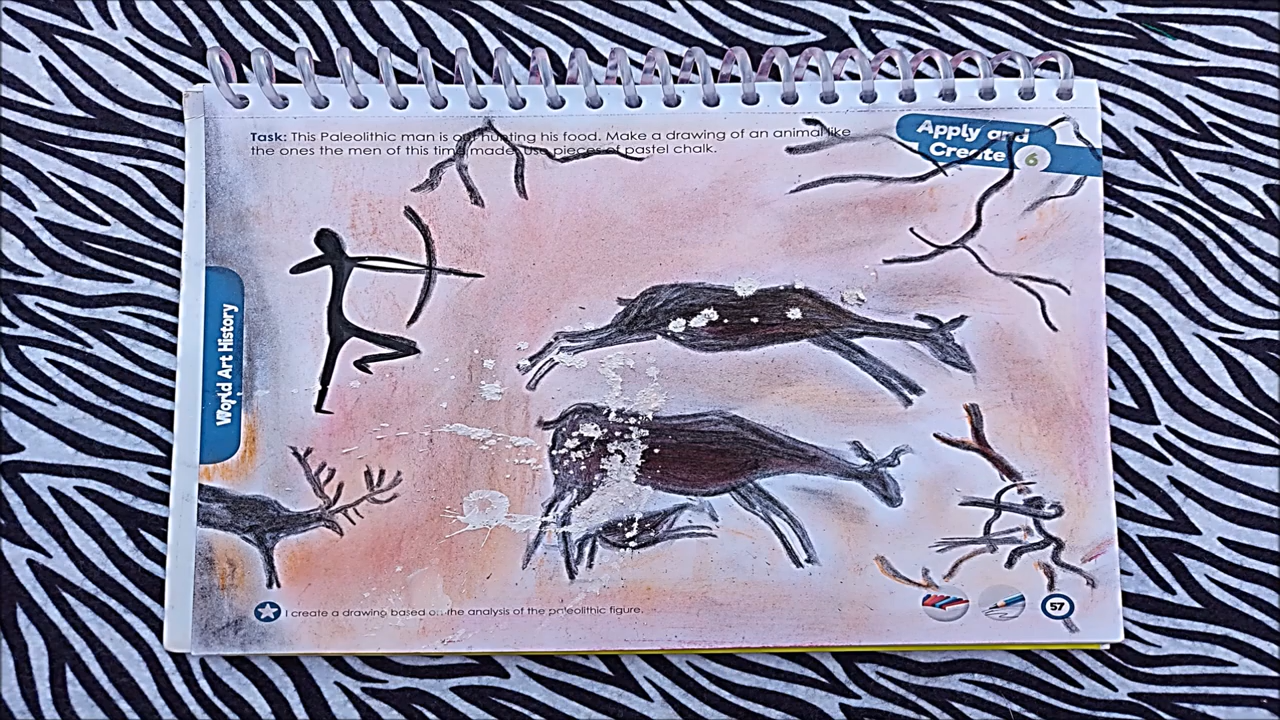 Task: This Paleolithic man is out hunting his food. Make a drawing of an animal like
the ones the men of this time made, use pieces of pastel chalk.
Apply and
Create 6
World Art History
I create a drawing based on the analysis of the paleolithic figure.
57